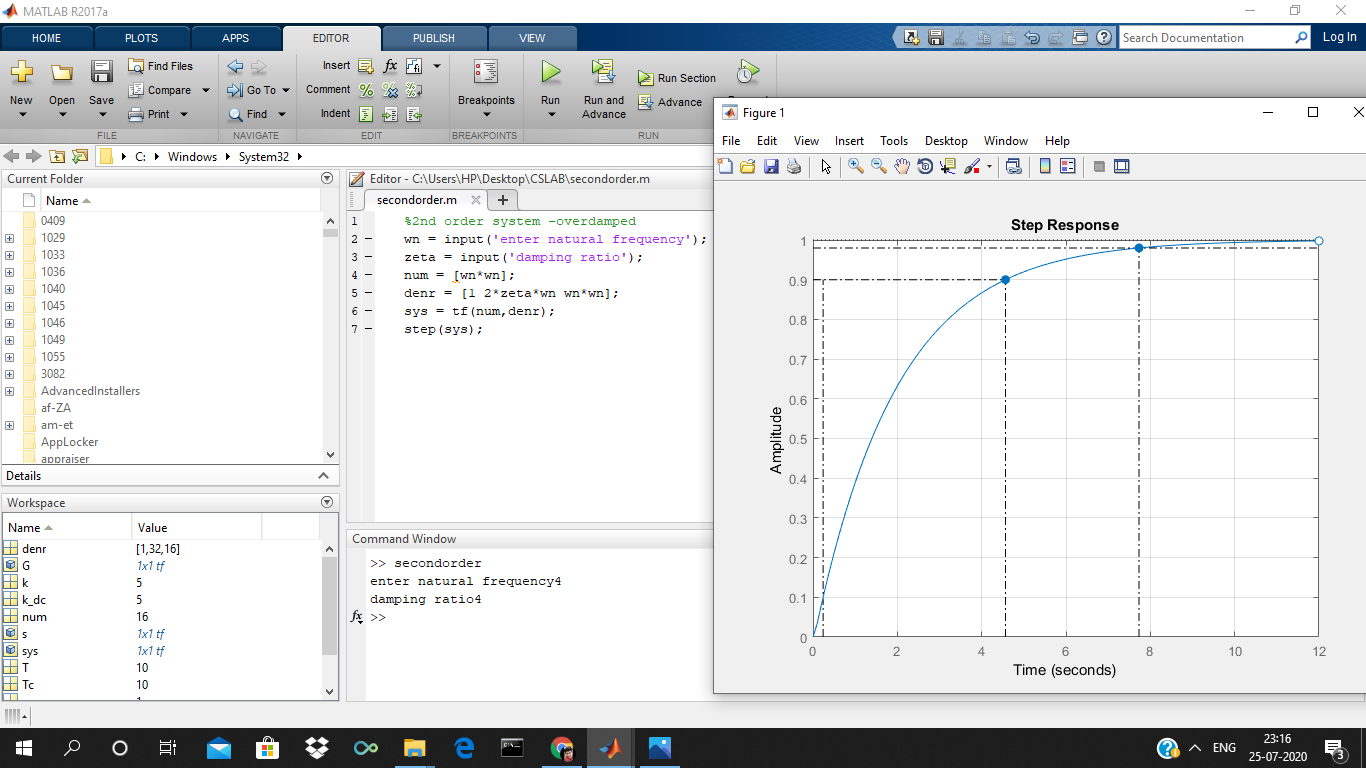 MATLAB R2017a
HOME PLOTS APPS EDITOR PUBLISH VIEW
Search Documentation Log In
New Open Save Find Files Compare Print
FILE
Go To Find
NAVIGATE
Insert fx
Comment
Indent
EDIT
Breakpoints
BREAKPOINTS
Run Run and Advance Run Section Advance
RUN
C: Windows System32
Current Folder
Name
0409
1029
1033
1036
1040
1045
1046
1049
1055
3082
AdvancedInstallers
af-ZA
am-et
AppLocker
appraiser
Details
Workspace
Name Value
denr [1,32,16]
G 1x1 tf
k 5
k_dc 5
num 16
s 1x1 tf
sys 1x1 tf
T 10
Tc 10
Editor - C:\Users\HP\Desktop\CSLAB\secondorder.m
secondorder.m
1 %2nd order system -overdamped
2 - wn = input('enter natural frequency');
3 - zeta = input('damping ratio');
4 - num = [wn*wn];
5 - denr = [1 2*zeta*wn wn*wn];
6 - sys = tf(num,denr);
7 - step(sys);
Command Window
>> secondorder
enter natural frequency4
damping ratio4
fx >>
Figure 1
File Edit View Insert Tools Desktop Window Help
Step Response
1
0.9
0.8
0.7
0.6
0.5
0.4
0.3
0.2
0.1
0
Amplitude
0 2 4 6 8 10 12
Time (seconds)
ENG
23:16
25-07-2020
3